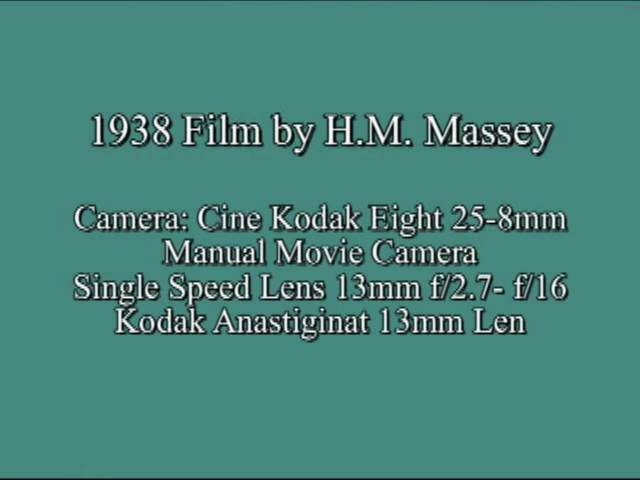 1938 Film by H.M. Massey
Camera: Cine Kodak Eight 25-8mm
Manual Movie Camera
Single Speed Lens 13mm f/2.7- f/16
Kodak Anastiginat 13mm Len